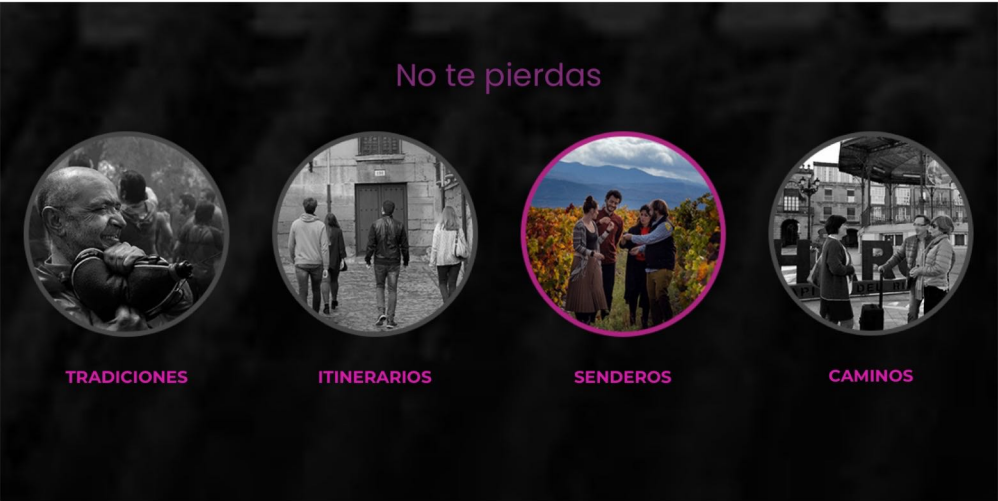 No te pierdas
TRADICIONES
ITINERARIOS
SENDEROS
CAMINOS